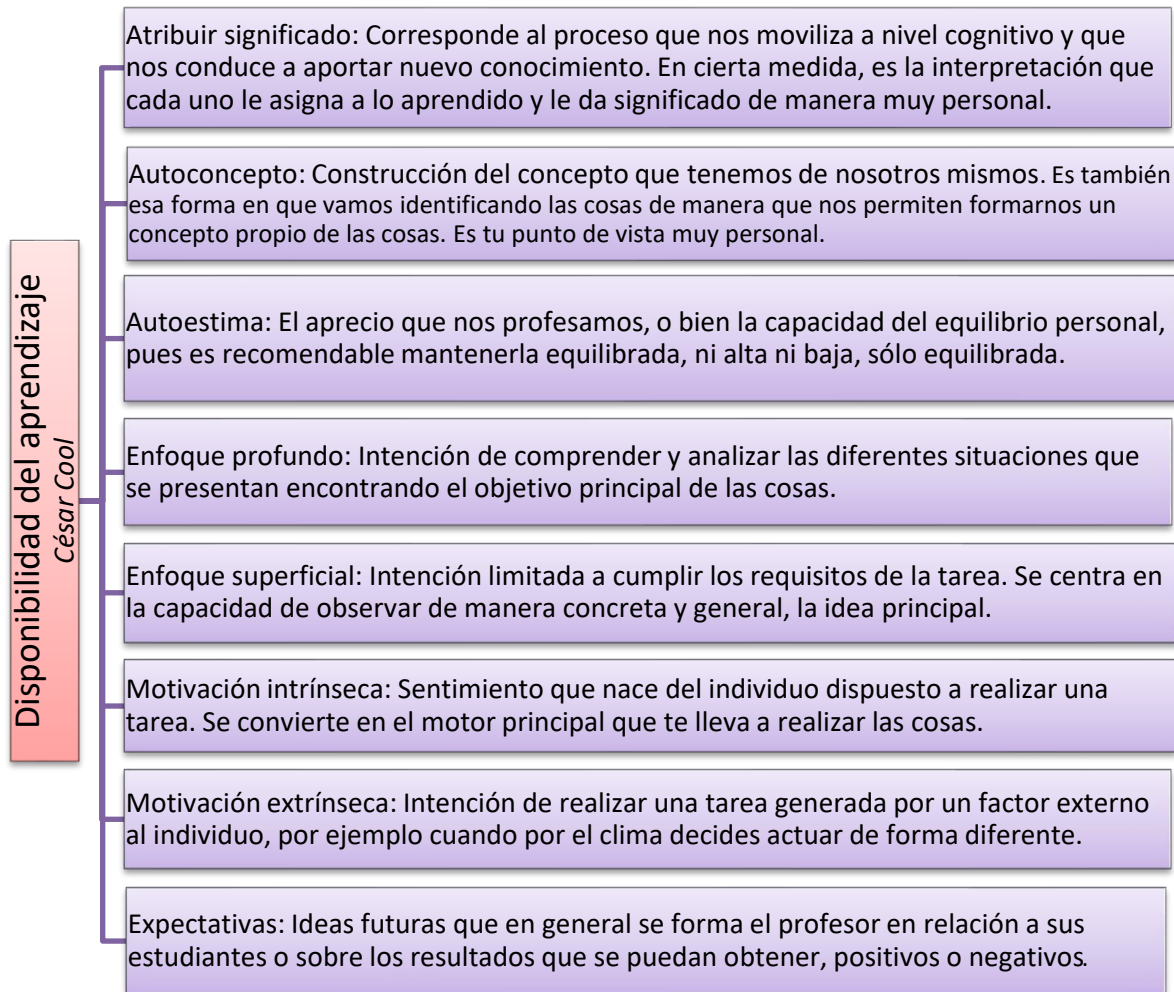 Disponibilidad del aprendizaje
César Cool
Atribuir significado: Corresponde al proceso que nos moviliza a nivel cognitivo y que
nos conduce a aportar nuevo conocimiento. En cierta medida, es la interpretación que
cada uno le asigna a lo aprendido y le da significado de manera muy personal.
Autoconcepto: Construcción del concepto que tenemos de nosotros mismos. Es también
esa forma en que vamos identificando las cosas de manera que nos permiten formarnos un
concepto propio de las cosas. Es tu punto de vista muy personal.
Autoestima: El aprecio que nos profesamos, o bien la capacidad del equilibrio personal,
pues es recomendable mantenerla equilibrada, ni alta ni baja, sólo equilibrada.
Enfoque profundo: Intención de comprender y analizar las diferentes situaciones que
se presentan encontrando el objetivo principal de las cosas.
Enfoque superficial: Intención limitada a cumplir los requisitos de la tarea. Se centra en
la capacidad de observar de manera concreta y general, la idea principal.
Motivación intrínseca: Sentimiento que nace del individuo dispuesto a realizar una
tarea. Se convierte en el motor principal que te lleva a realizar las cosas.
Motivación extrínseca: Intención de realizar una tarea generada por un factor externo
al individuo, por ejemplo cuando por el clima decides actuar de forma diferente.
Expectativas: Ideas futuras que en general se forma el profesor en relación a sus
estudiantes o sobre los resultados que se puedan obtener, positivos o negativos.